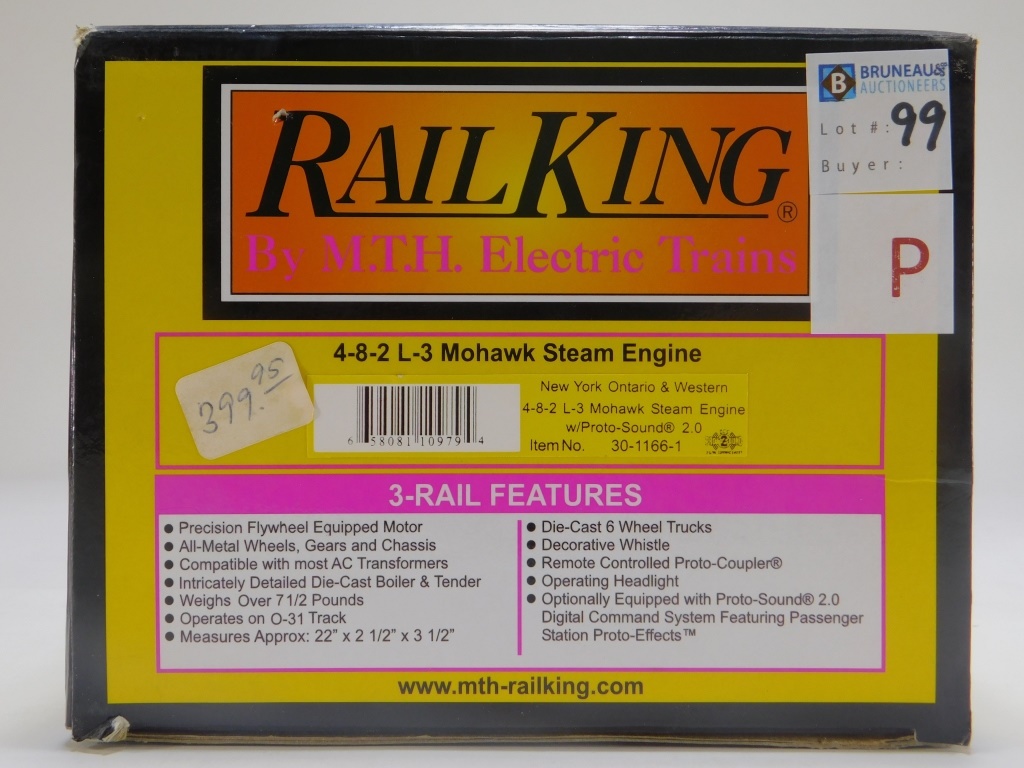 RAILKING®
By M.T.H. Electric Trains
B BRUNEAU&
AUCTIONEERS
Lot #: 99
Buyer:
P
4-8-2 L-3 Mohawk Steam Engine
399.95
6 58081 10979 4
New York Ontario & Western
4-8-2 L-3 Mohawk Steam Engine
w/Proto-Sound® 2.0
Item No. 30-1166-1
2
3-RAIL FEATURES
● Precision Flywheel Equipped Motor
● All-Metal Wheels, Gears and Chassis
● Compatible with most AC Transformers
● Intricately Detailed Die-Cast Boiler & Tender
● Weighs Over 7 1/2 Pounds
● Operates on O-31 Track
● Measures Approx: 22" x 2 1/2" x 3 1/2"
● Die-Cast 6 Wheel Trucks
● Decorative Whistle
● Remote Controlled Proto-Coupler®
● Operating Headlight
● Optionally Equipped with Proto-Sound® 2.0
Digital Command System Featuring Passenger
Station Proto-Effects™
www.mth-railking.com